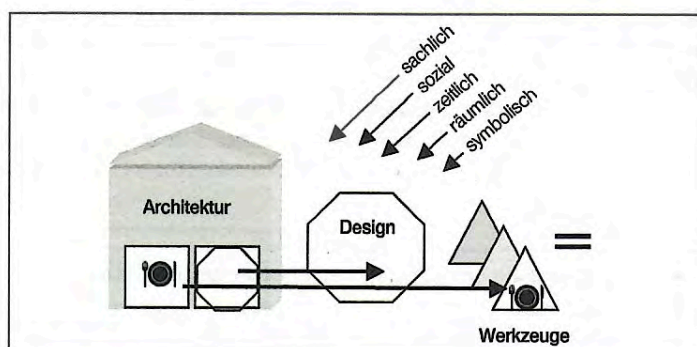 sachlich
sozial
zeitlich
räumlich
symbolisch
Architektur
Design
=
Werkzeuge